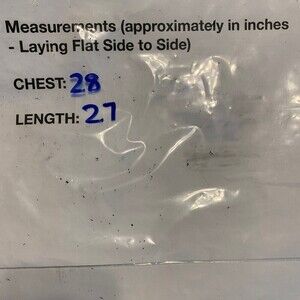 Measurements (approximately in inches
- Laying Flat Side to Side)
CHEST: 28
LENGTH: 27